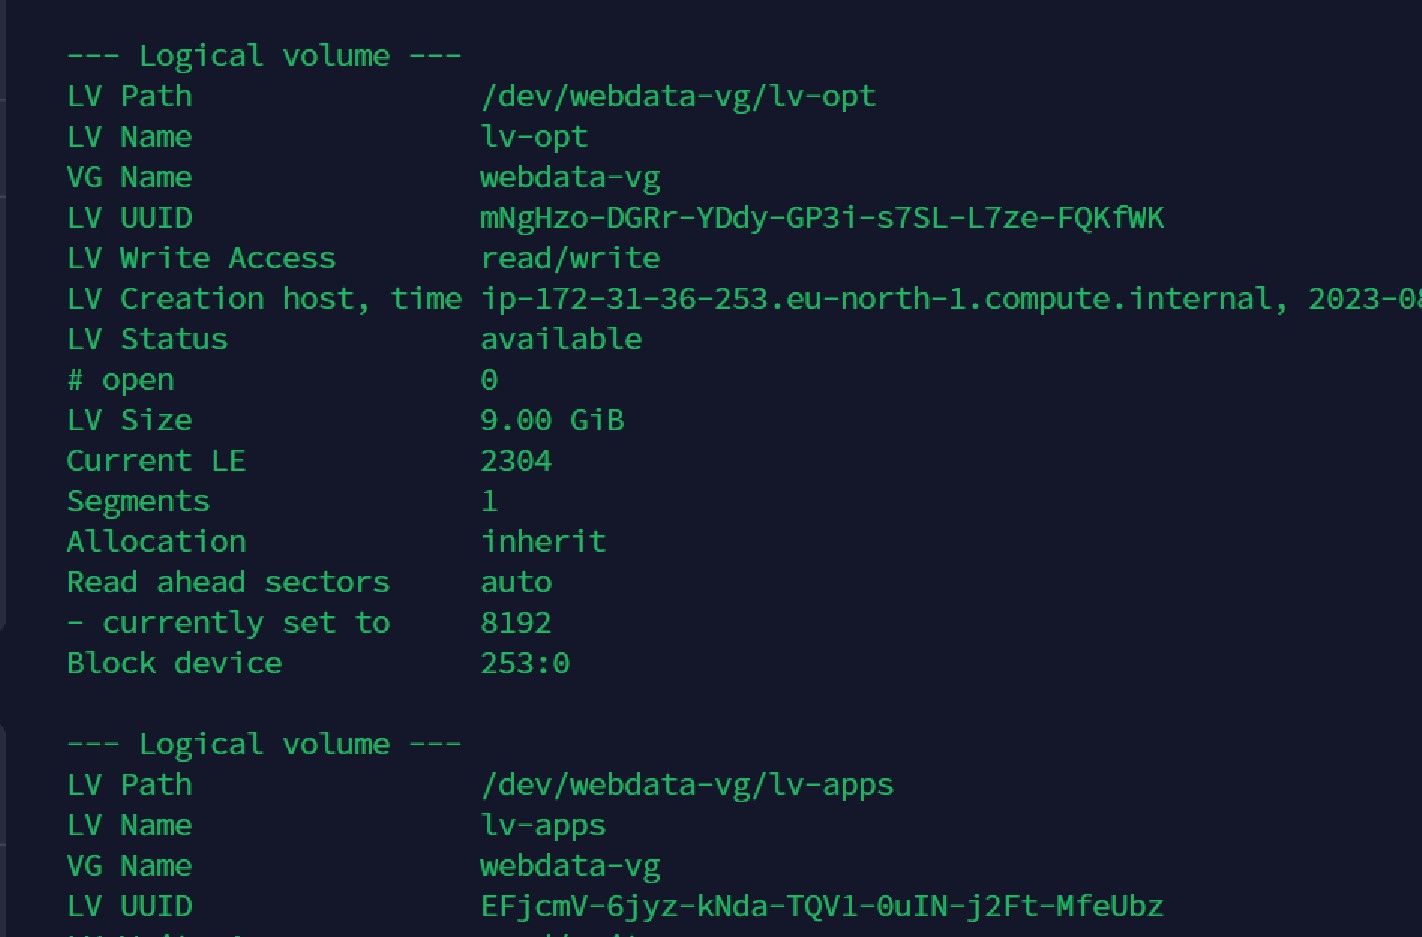 --- Logical volume ---
LV Path                /dev/webdata-vg/lv-opt
LV Name                lv-opt
VG Name                webdata-vg
LV UUID                mNgHzo-DGRr-YDdy-GP3i-s7SL-L7ze-FQKfWK
LV Write Access        read/write
LV Creation host, time ip-172-31-36-253.eu-north-1.compute.internal, 2023-08
LV Status              available
# open                 0
LV Size                9.00 GiB
Current LE             2304
Segments               1
Allocation             inherit
Read ahead sectors     auto
- currently set to     8192
Block device           253:0
--- Logical volume ---
LV Path                /dev/webdata-vg/lv-apps
LV Name                lv-apps
VG Name                webdata-vg
LV UUID                EFjcmV-6jyz-kNda-TQV1-0uIN-j2Ft-MfeUbz